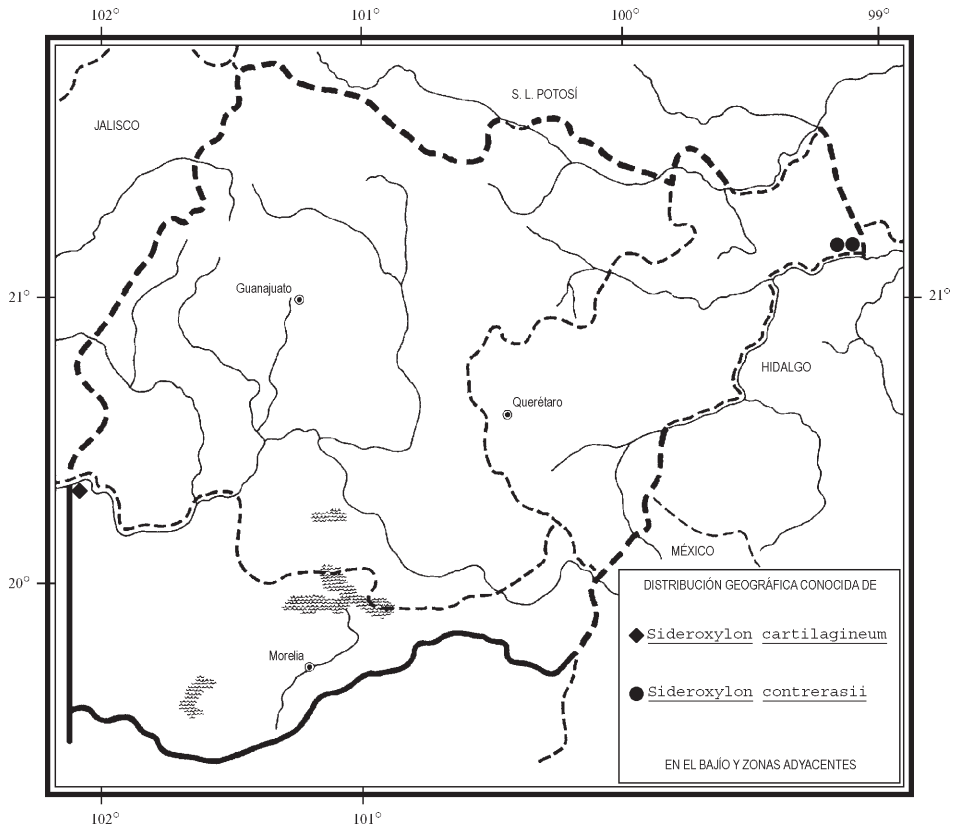 102° 101° 100° 99°
S. L. POTOSÍ
JALISCO
Guanajuato
21° 21°
HIDALGO
Querétaro
MÉXICO
20°
DISTRIBUCIÓN GEOGRÁFICA CONOCIDA DE
Sideroxylon cartilagineum
Morelia
Sideroxylon contrerasii
EN EL BAJÍO Y ZONAS ADYACENTES
102° 101°